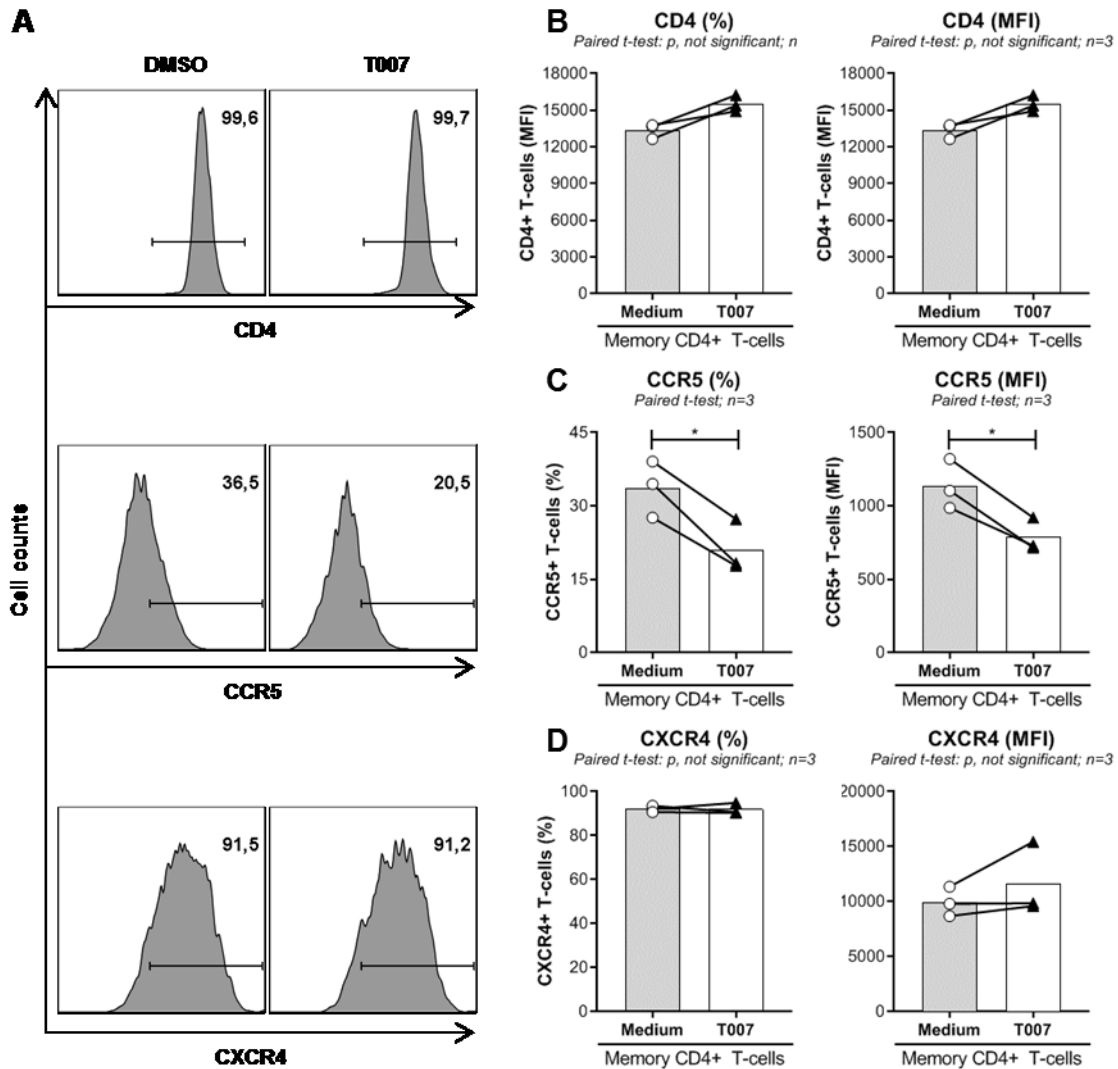 A
DMSO
T007
99,6
99,7
CD4
36,5
20,5
CCR5
91,5
91,2
CXCR4
Cell counts
B
CD4 (%)
Paired t-test: p, not significant; n
CD4+ T-cells (MFI)
18000
15000
12000
9000
6000
3000
0
Medium
T007
Memory CD4+ T-cells
CD4 (MFI)
Paired t-test: p, not significant; n=3
CD4+ T-cells (MFI)
18000
15000
12000
9000
6000
3000
0
Medium
T007
Memory CD4+ T-cells
C
CCR5 (%)
Paired t-test; n=3
*
CCR5+ T-cells (%)
45
30
15
0
Medium
T007
Memory CD4+ T-cells
CCR5 (MFI)
Paired t-test; n=3
*
CCR5+ T-cells (MFI)
1500
1000
500
0
Medium
T007
Memory CD4+ T-cells
D
CXCR4 (%)
Paired t-test: p, not significant; n=3
CXCR4+ T-cells (%)
100
80
60
40
20
0
Medium
T007
Memory CD4+ T-cells
CXCR4 (MFI)
Paired t-test: p, not significant; n=3
20000
15000
10000
5000
0
Medium
T007
Memory CD4+ T-cells